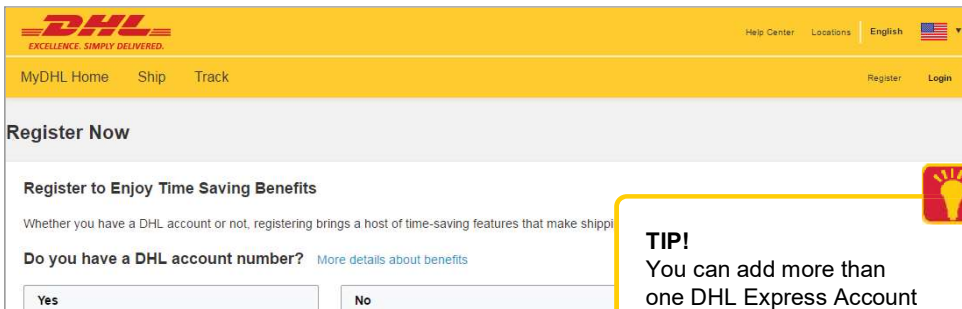 DHL
EXCELLENCE. SIMPLY DELIVERED.
Help Center Locations English
MyDHL Home Ship Track
Register Login
Register Now
Register to Enjoy Time Saving Benefits
Whether you have a DHL account or not, registering brings a host of time-saving features that make shippi
Do you have a DHL account number? More details about benefits
Yes No
TIP!
You can add more than
one DHL Express Account